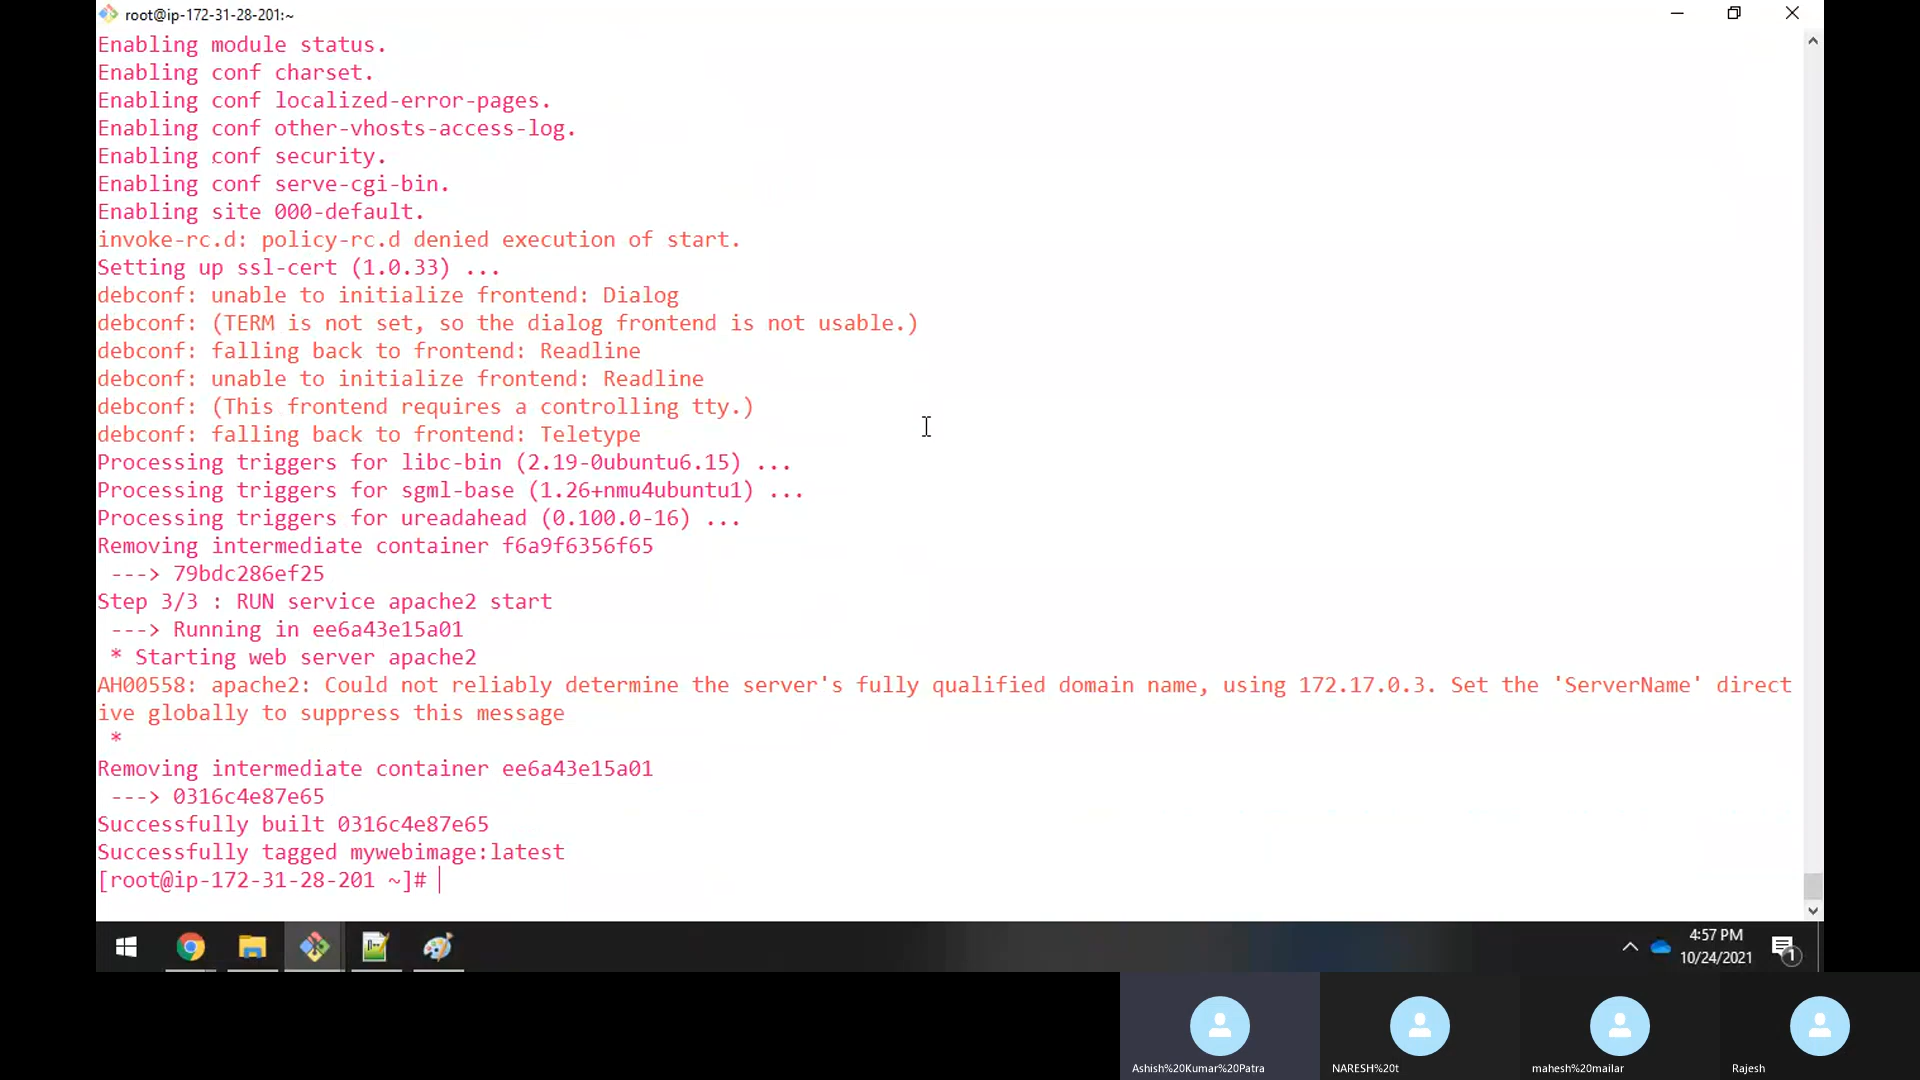 root@ip-172-31-28-201:~
Enabling module status.
Enabling conf charset.
Enabling conf localized-error-pages.
Enabling conf other-vhosts-access-log.
Enabling conf security.
Enabling conf serve-cgi-bin.
Enabling site 000-default.
invoke-rc.d: policy-rc.d denied execution of start.
Setting up ssl-cert (1.0.33) ...
debconf: unable to initialize frontend: Dialog
debconf: (TERM is not set, so the dialog frontend is not usable.)
debconf: falling back to frontend: Readline
debconf: unable to initialize frontend: Readline
debconf: (This frontend requires a controlling tty.)
debconf: falling back to frontend: Teletype
Processing triggers for libc-bin (2.19-0ubuntu6.15) ...
Processing triggers for sgml-base (1.26+nmu4ubuntu1) ...
Processing triggers for ureadahead (0.100.0-16) ...
Removing intermediate container f6a9f6356f65
 ---> 79bdc286ef25
Step 3/3 : RUN service apache2 start
 ---> Running in ee6a43e15a01
 * Starting web server apache2
AH00558: apache2: Could not reliably determine the server's fully qualified domain name, using 172.17.0.3. Set the 'ServerName' direct
ive globally to suppress this message
 *
Removing intermediate container ee6a43e15a01
 ---> 0316c4e87e65
Successfully built 0316c4e87e65
Successfully tagged mywebimage:latest
[root@ip-172-31-28-201 ~]#
4:57 PM
10/24/2021
1
Ashish%20Kumar%20Patra
NARESH%20t
mahesh%20mailar
Rajesh